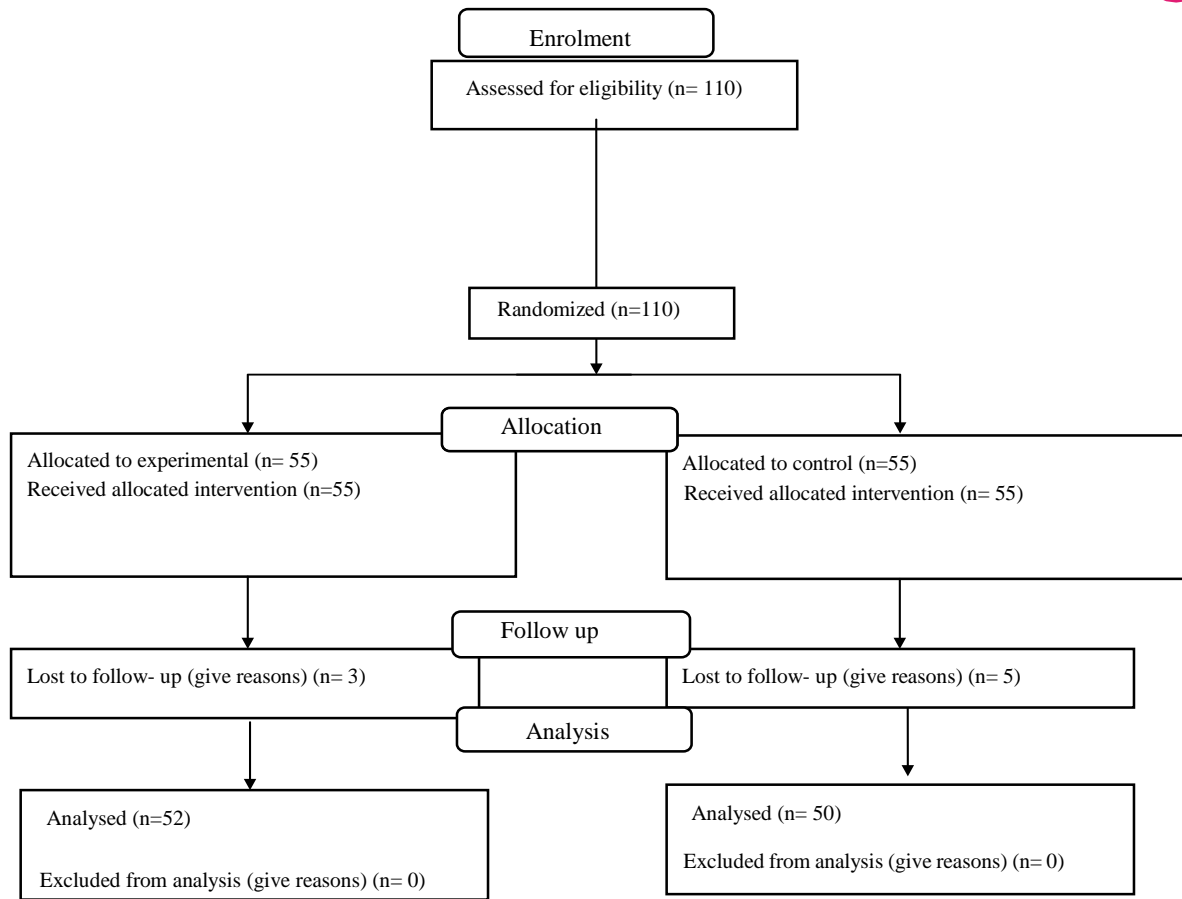 Enrolment
Assessed for eligibility (n= 110)
Randomized (n=110)
Allocation
Allocated to experimental (n= 55)
Received allocated intervention (n=55)
Allocated to control (n=55)
Received allocated intervention (n= 55)
Follow up
Lost to follow- up (give reasons) (n= 3)
Lost to follow- up (give reasons) (n= 5)
Analysis
Analysed (n=52)
Excluded from analysis (give reasons) (n= 0)
Analysed (n= 50)
Excluded from analysis (give reasons) (n= 0)